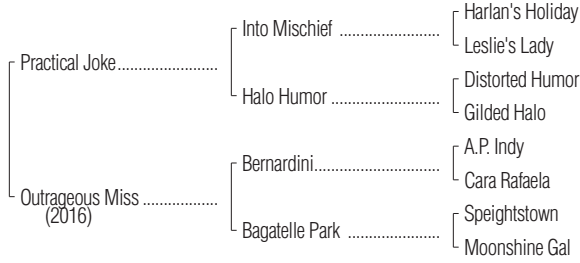 Harlan's Holiday
Into Mischief ....................
Leslie's Lady
Practical Joke........................
Distorted Humor
Halo Humor ......................
Gilded Halo
A.P. Indy
Bernardini.........................
Cara Rafaela
Outrageous Miss .................
(2016)
Speightstown
Bagatelle Park ..................
Moonshine Gal